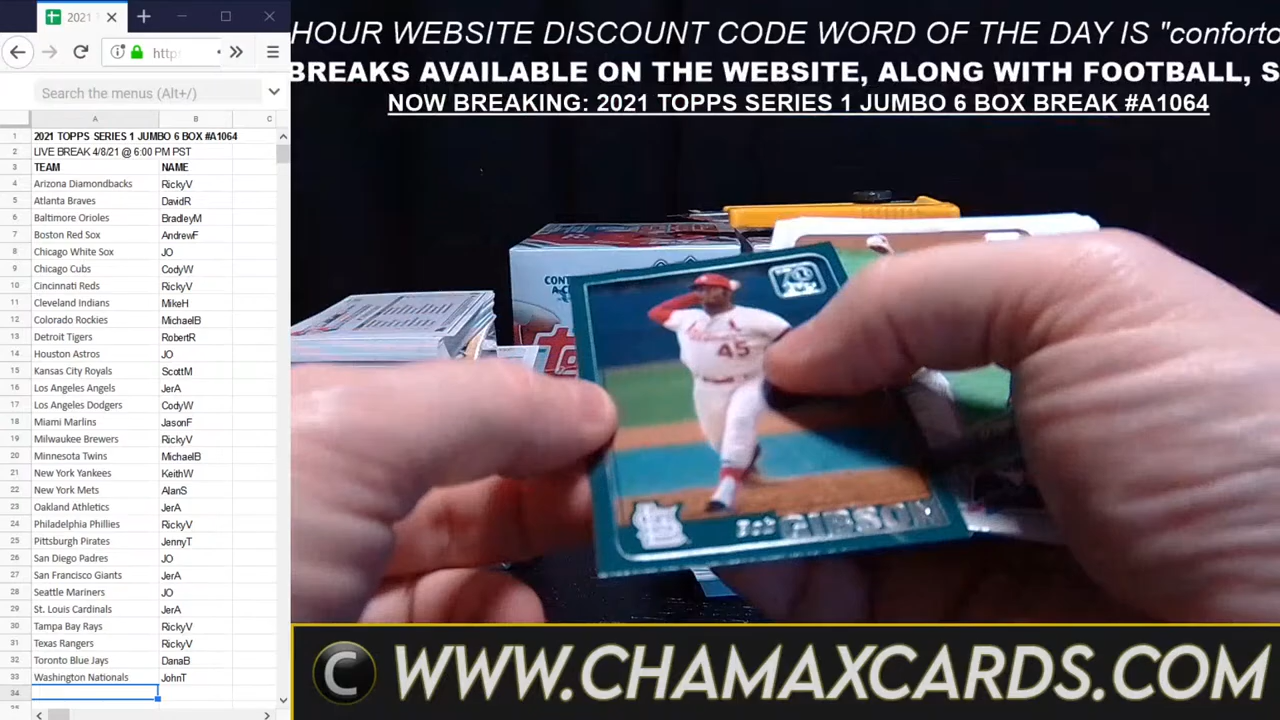 2021
HOUR WEBSITE DISCOUNT CODE WORD OF THE DAY IS "conforto
BREAKS AVAILABLE ON THE WEBSITE, ALONG WITH FOOTBALL, S
NOW BREAKING: 2021 TOPPS SERIES 1 JUMBO 6 BOX BREAK #A1064
http:
Search the menus (Alt+/)
A B C
1 2021 TOPPS SERIES 1 JUMBO 6 BOX #A1064
2 LIVE BREAK 4/8/21 @ 6:00 PM PST
3 TEAM NAME
4 Arizona Diamondbacks RickyV
5 Atlanta Braves DavidR
6 Baltimore Orioles BradleyM
7 Boston Red Sox AndrewF
8 Chicago White Sox JO
9 Chicago Cubs CodyW
10 Cincinnati Reds RickyV
11 Cleveland Indians MikeH
12 Colorado Rockies MichaelB
13 Detroit Tigers RobertR
14 Houston Astros JO
15 Kansas City Royals ScottM
16 Los Angeles Angels JerA
17 Los Angeles Dodgers CodyW
18 Miami Marlins JasonF
19 Milwaukee Brewers RickyV
20 Minnesota Twins MichaelB
21 New York Yankees KeithW
22 New York Mets AlanS
23 Oakland Athletics JerA
24 Philadelphia Phillies RickyV
25 Pittsburgh Pirates JennyT
26 San Diego Padres JO
27 San Francisco Giants JerA
28 Seattle Mariners JO
29 St. Louis Cardinals JerA
30 Tampa Bay Rays RickyV
31 Texas Rangers RickyV
32 Toronto Blue Jays DanaB
33 Washington Nationals JohnT
34
70
45
Bob GIBSON
C WWW.CHAMAXCARDS.COM